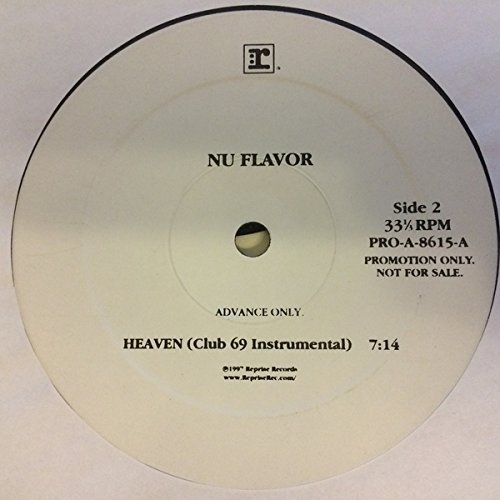 r
NU FLAVOR
Side 2
33⅓ RPM
PRO-A-8615-A
PROMOTION ONLY.
NOT FOR SALE.
ADVANCE ONLY.
HEAVEN (Club 69 Instrumental) 7:14
℗1997 Reprise Records
www.RepriseRec.com/